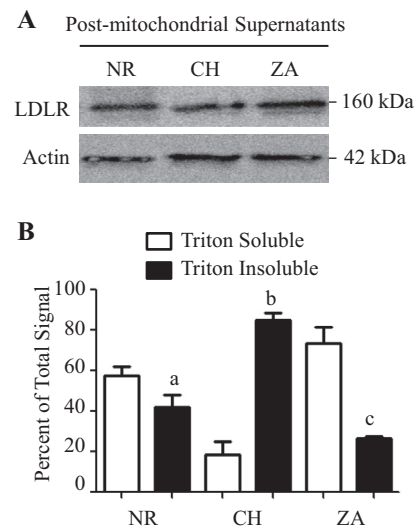 A Post-mitochondrial Supernatants
NR CH ZA
LDLR 160 kDa
Actin 42 kDa
B
Triton Soluble
Triton Insoluble
Percent of Total Signal
100
80
60
40
20
0
a
b
c
NR CH ZA